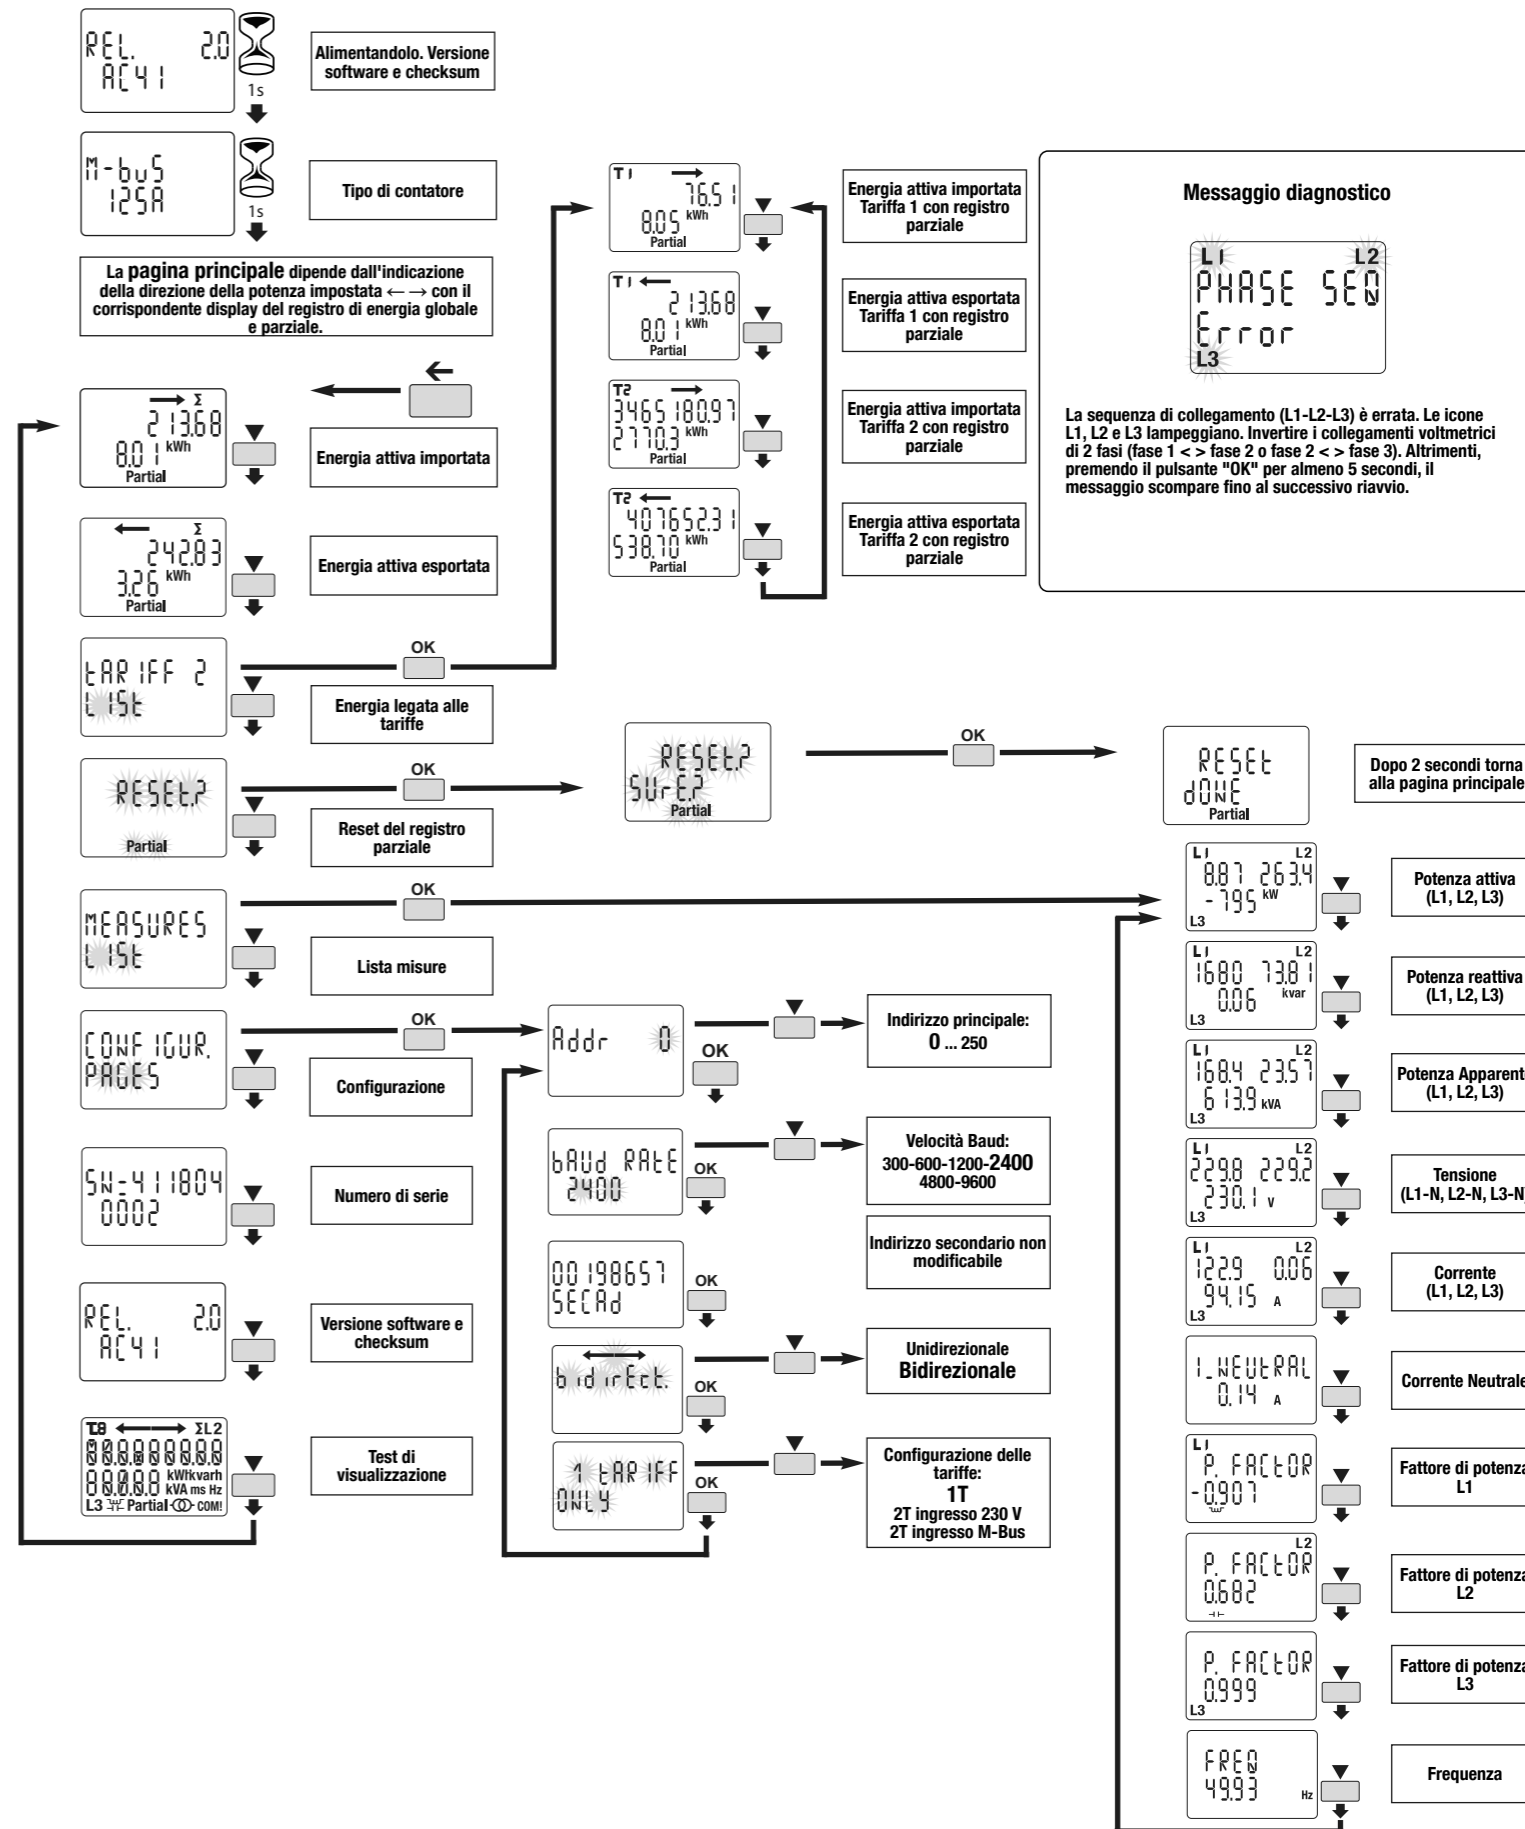 REL. 2.0
AC41
1s
Alimentandolo. Versione
software e checksum
M-buS
125A
1s
Tipo di contatore
La pagina principale dipende dall'indicazione
della direzione della potenza impostata ←→ con il
corrispondente display del registro di energia globale
e parziale.
→ Σ
213.68
8.01 kWh
Partial
←
Energia attiva importata
← Σ
242.83
3.26 kWh
Partial
Energia attiva esportata
tARIFF 2
LISt
OK
Energia legata alle
tariffe
RESEt.?
Partial
OK
Reset del registro
parziale
MEASURES
LISt
OK
Lista misure
CONFIGUR.
PAGES
OK
Configurazione
SN-411804
0002
Numero di serie
REL. 2.0
AC41
Versione software e
checksum
T.8 ←→ ΣL2
kWhkvarh
kVA ms Hz
L3 Partial COM!
Test di
visualizzazione
T1 →
76.51
8.05 kWh
Partial
Energia attiva importata
Tariffa 1 con registro
parziale
T1 ←
213.68
8.01 kWh
Partial
Energia attiva esportata
Tariffa 1 con registro
parziale
T2 →
3465180.97
2770.3 kWh
Partial
Energia attiva importata
Tariffa 2 con registro
parziale
T2 ←
407652.31
538.70 kWh
Partial
Energia attiva esportata
Tariffa 2 con registro
parziale
Messaggio diagnostico
L1 L2
PHASE SEQ
Error
L3
La sequenza di collegamento (L1-L2-L3) è errata. Le icone
L1, L2 e L3 lampeggiano. Invertire i collegamenti voltmetrici
di 2 fasi (fase 1 < > fase 2 o fase 2 < > fase 3). Altrimenti,
premendo il pulsante "OK" per almeno 5 secondi, il
messaggio scompare fino al successivo riavvio.
RESEt.?
SUrE.?
Partial
OK
RESEt
dONE
Partial
Dopo 2 secondi torna
alla pagina principale
Addr 0
OK
Indirizzo principale:
0 ... 250
bAUd RAtE
2400
OK
Velocità Baud:
300-600-1200-2400
4800-9600
00198657
SECAd
OK
Indirizzo secondario non
modificabile
←→
bidirEct.
OK
Unidirezionale
Bidirezionale
1 tARIFF
ONLY
OK
Configurazione delle
tariffe:
1T
2T ingresso 230 V
2T ingresso M-Bus
L1 L2
8.87 263.4
-795 kW
L3
Potenza attiva
(L1, L2, L3)
L1 L2
1680 73.81
0.06 kvar
L3
Potenza reattiva
(L1, L2, L3)
L1 L2
168.4 23.57
613.9 kVA
L3
Potenza Apparent
(L1, L2, L3)
L1 L2
229.8 229.2
230.1 V
L3
Tensione
(L1-N, L2-N, L3-N
L1 L2
122.9 0.06
94.15 A
L3
Corrente
(L1, L2, L3)
I_NEUtRAL
0.14 A
Corrente Neutrale
L1
P. FACtOR
-0.907
Fattore di potenza
L1
L2
P. FACtOR
0.682
Fattore di potenza
L2
P. FACtOR
0.999
L3
Fattore di potenza
L3
FREQ
49.93 Hz
Frequenza